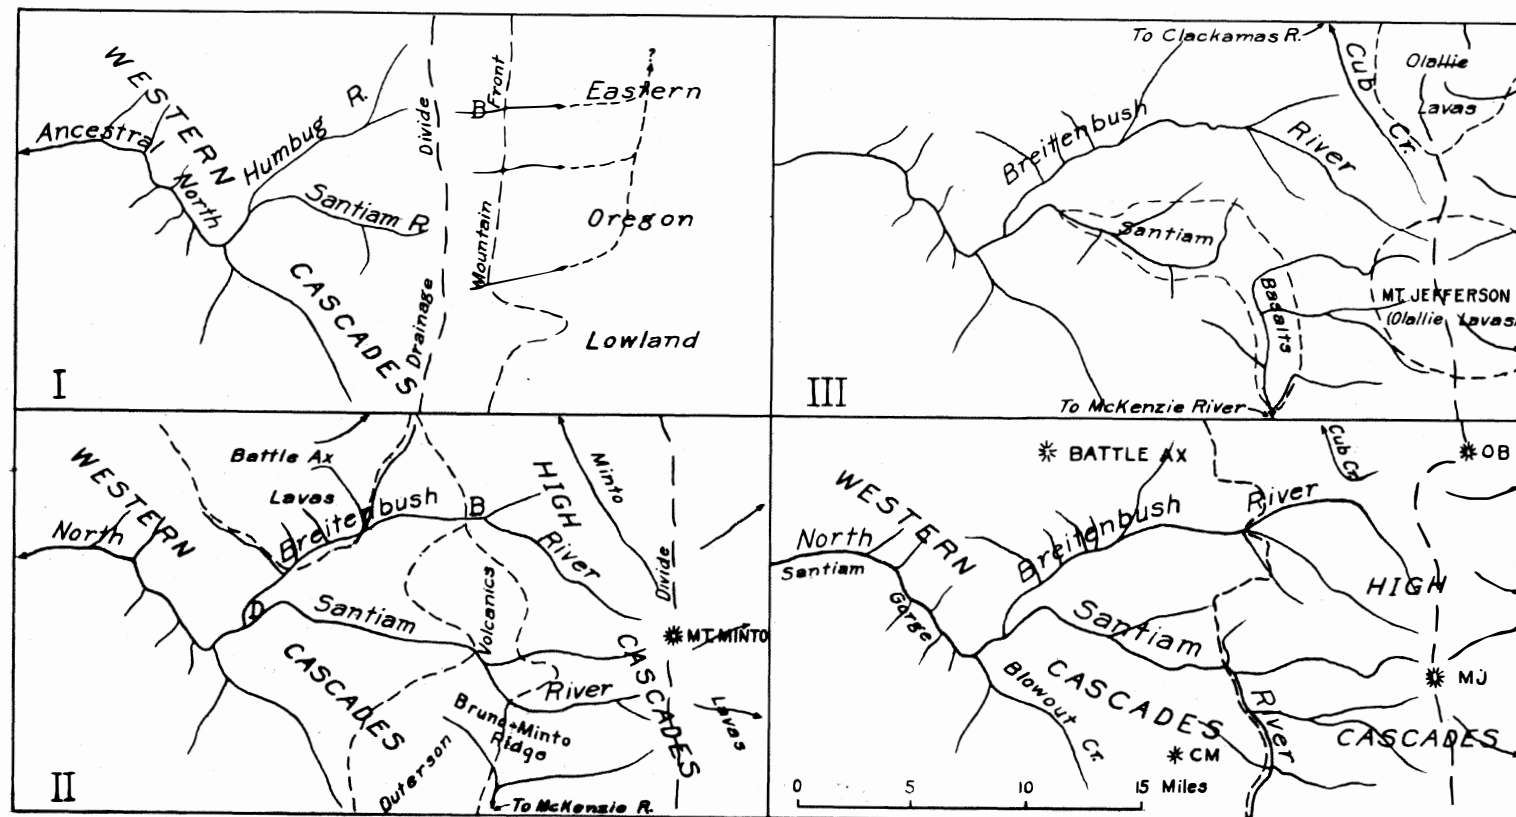 WESTERN
Ancestral
North
Humbug R.
Santiam R
CASCADES
Drainage Divide
Mountain Front
B
?
Eastern
Oregon
Lowland
I
To Clackamas R.
Cub Cr.
Olallie
Lavas
Breitenbush River
Santiam
Basalts
MT. JEFFERSON
(Olallie Lavas
To McKenzie River
III
WESTERN
North
Battle Ax
Lavas
Breitenbush
B
HIGH
River
Minto
Divide
D
Santiam
Volcanics
MT. MINTO
CASCADES
CASCADES
River
Lavas
Bruno-Minto
Ridge
Outerson
To McKenzie R.
II
BATTLE AX
Cub Cr.
OB
WESTERN
North
Santiam
Gorge
Breitenbush
River
HIGH
Santiam
River
MJ
CASCADES
CASCADES
Blowout Cr.
CM
0 5 10 15 Miles